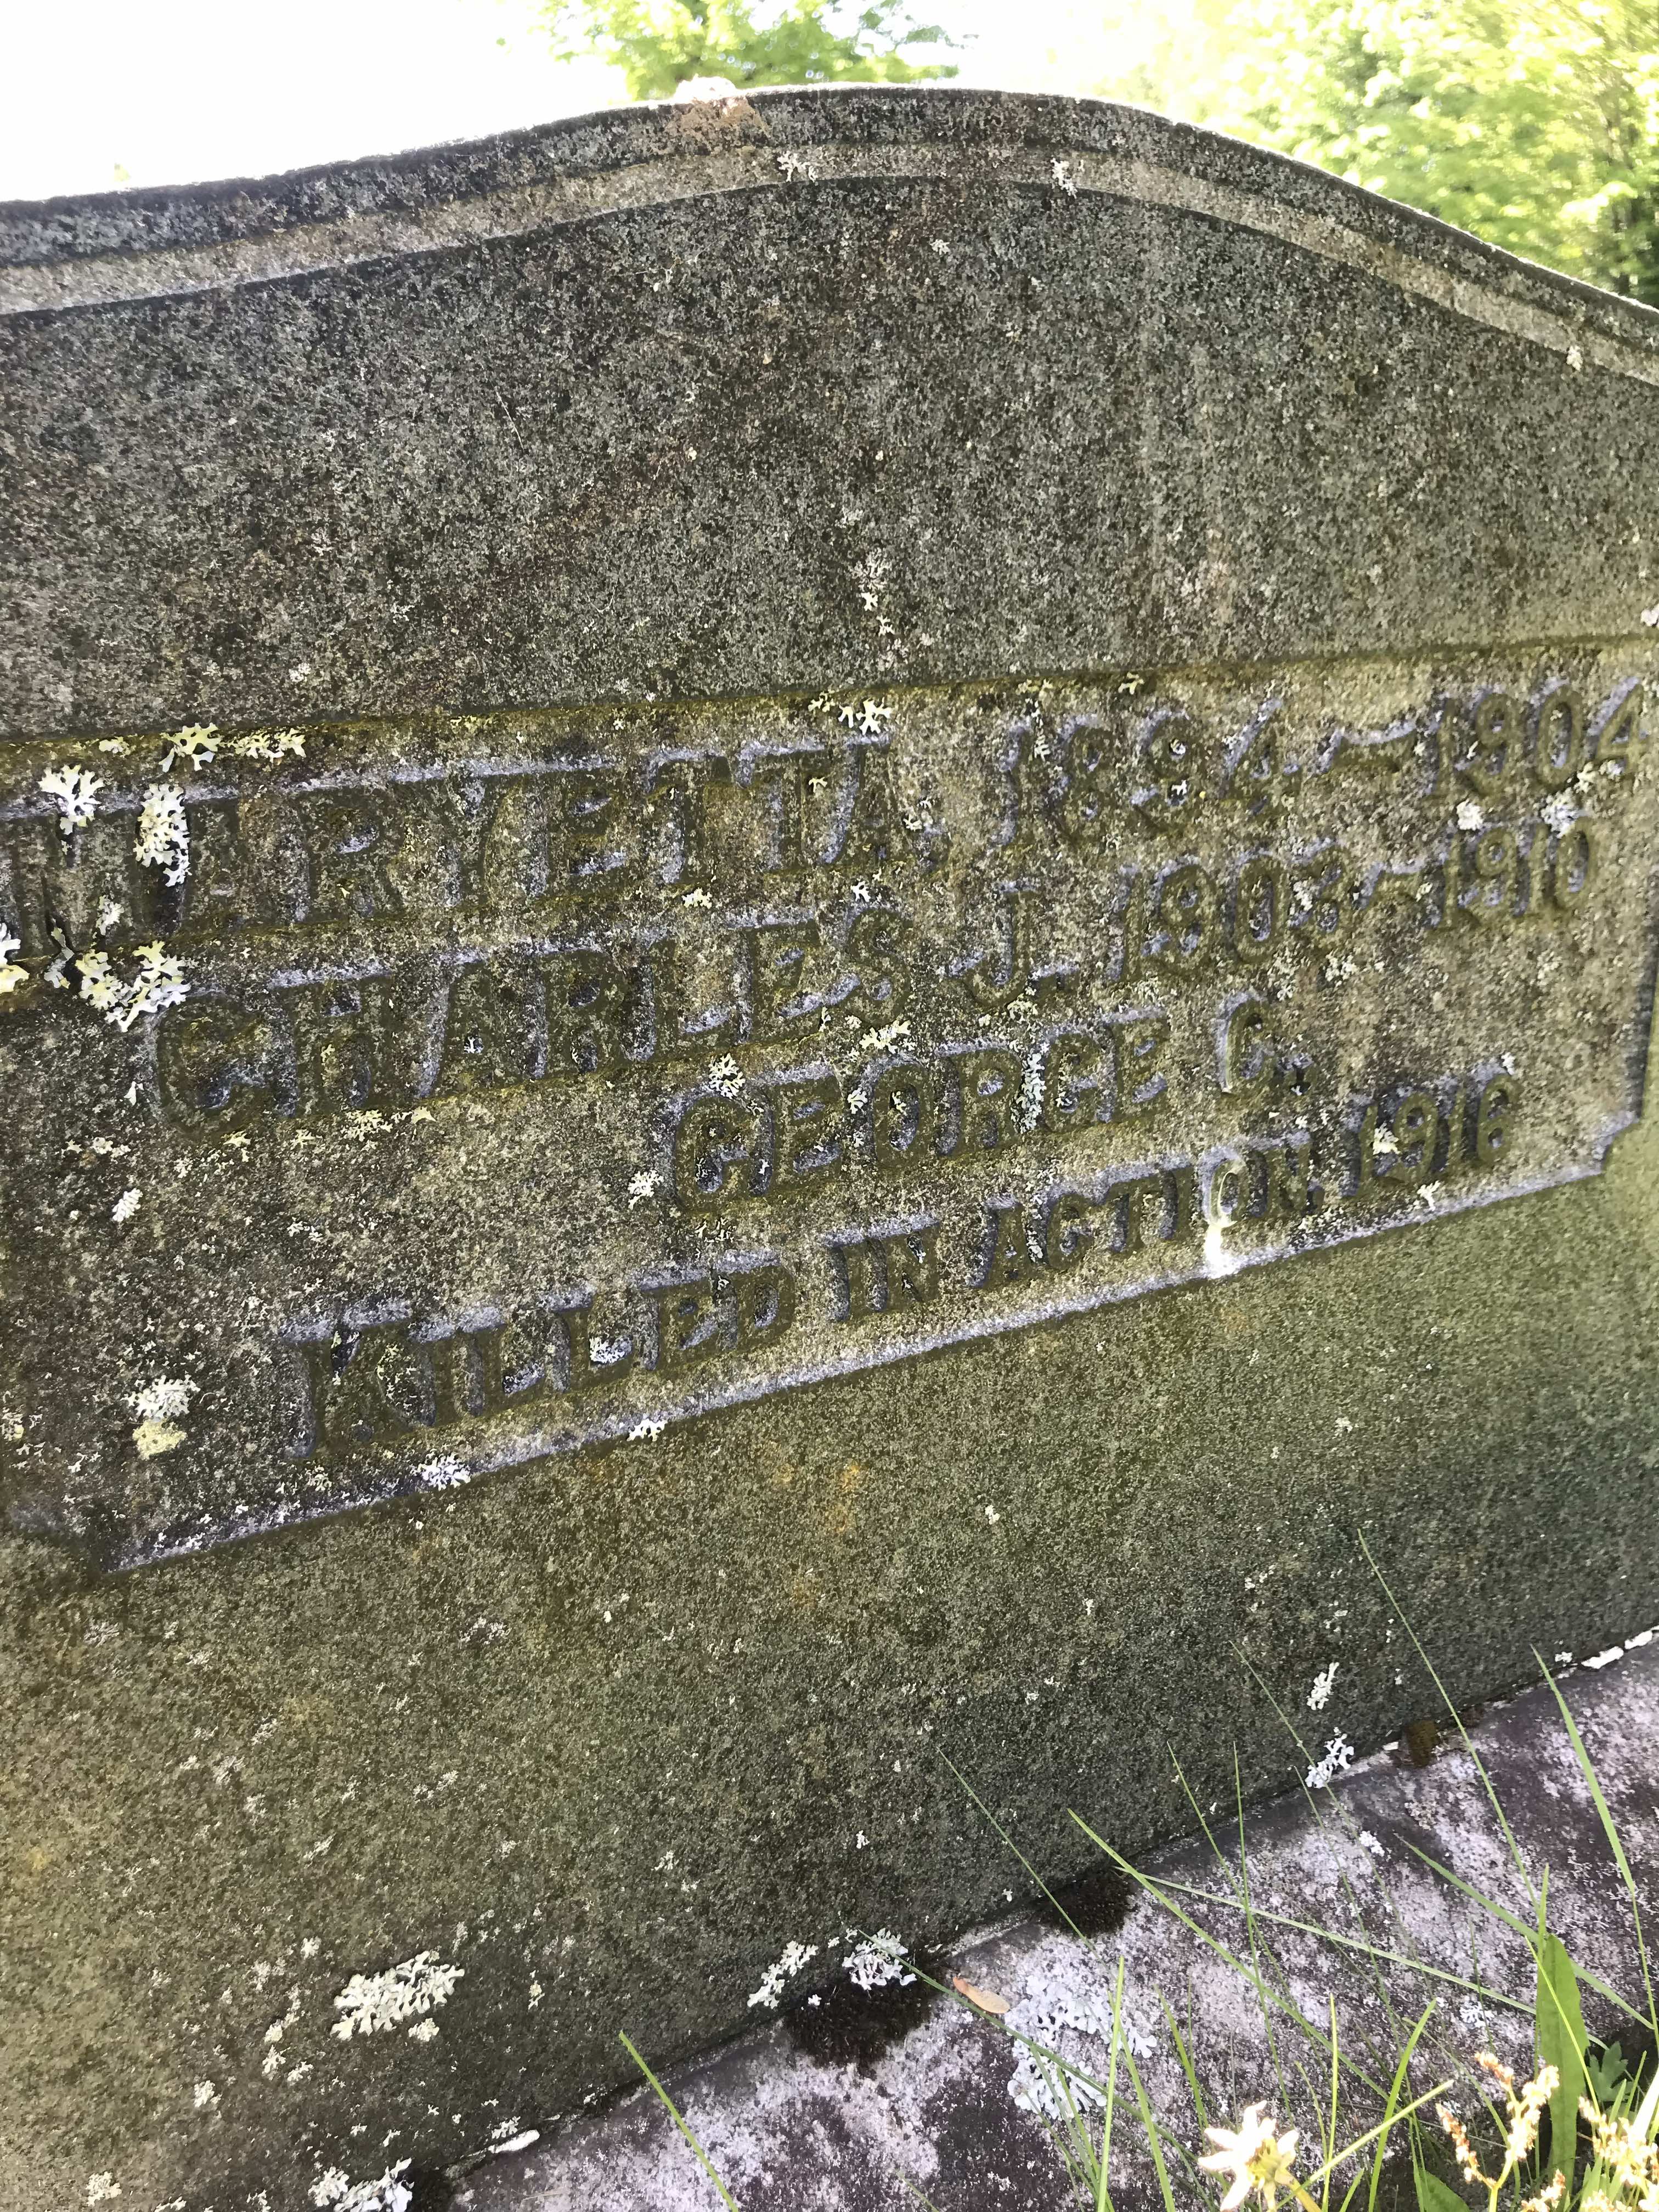 MARYETTA, 1894.~1904
CHARLES J. 1903~1910
GEORGE C.,
KILLED IN ACTION, 1916